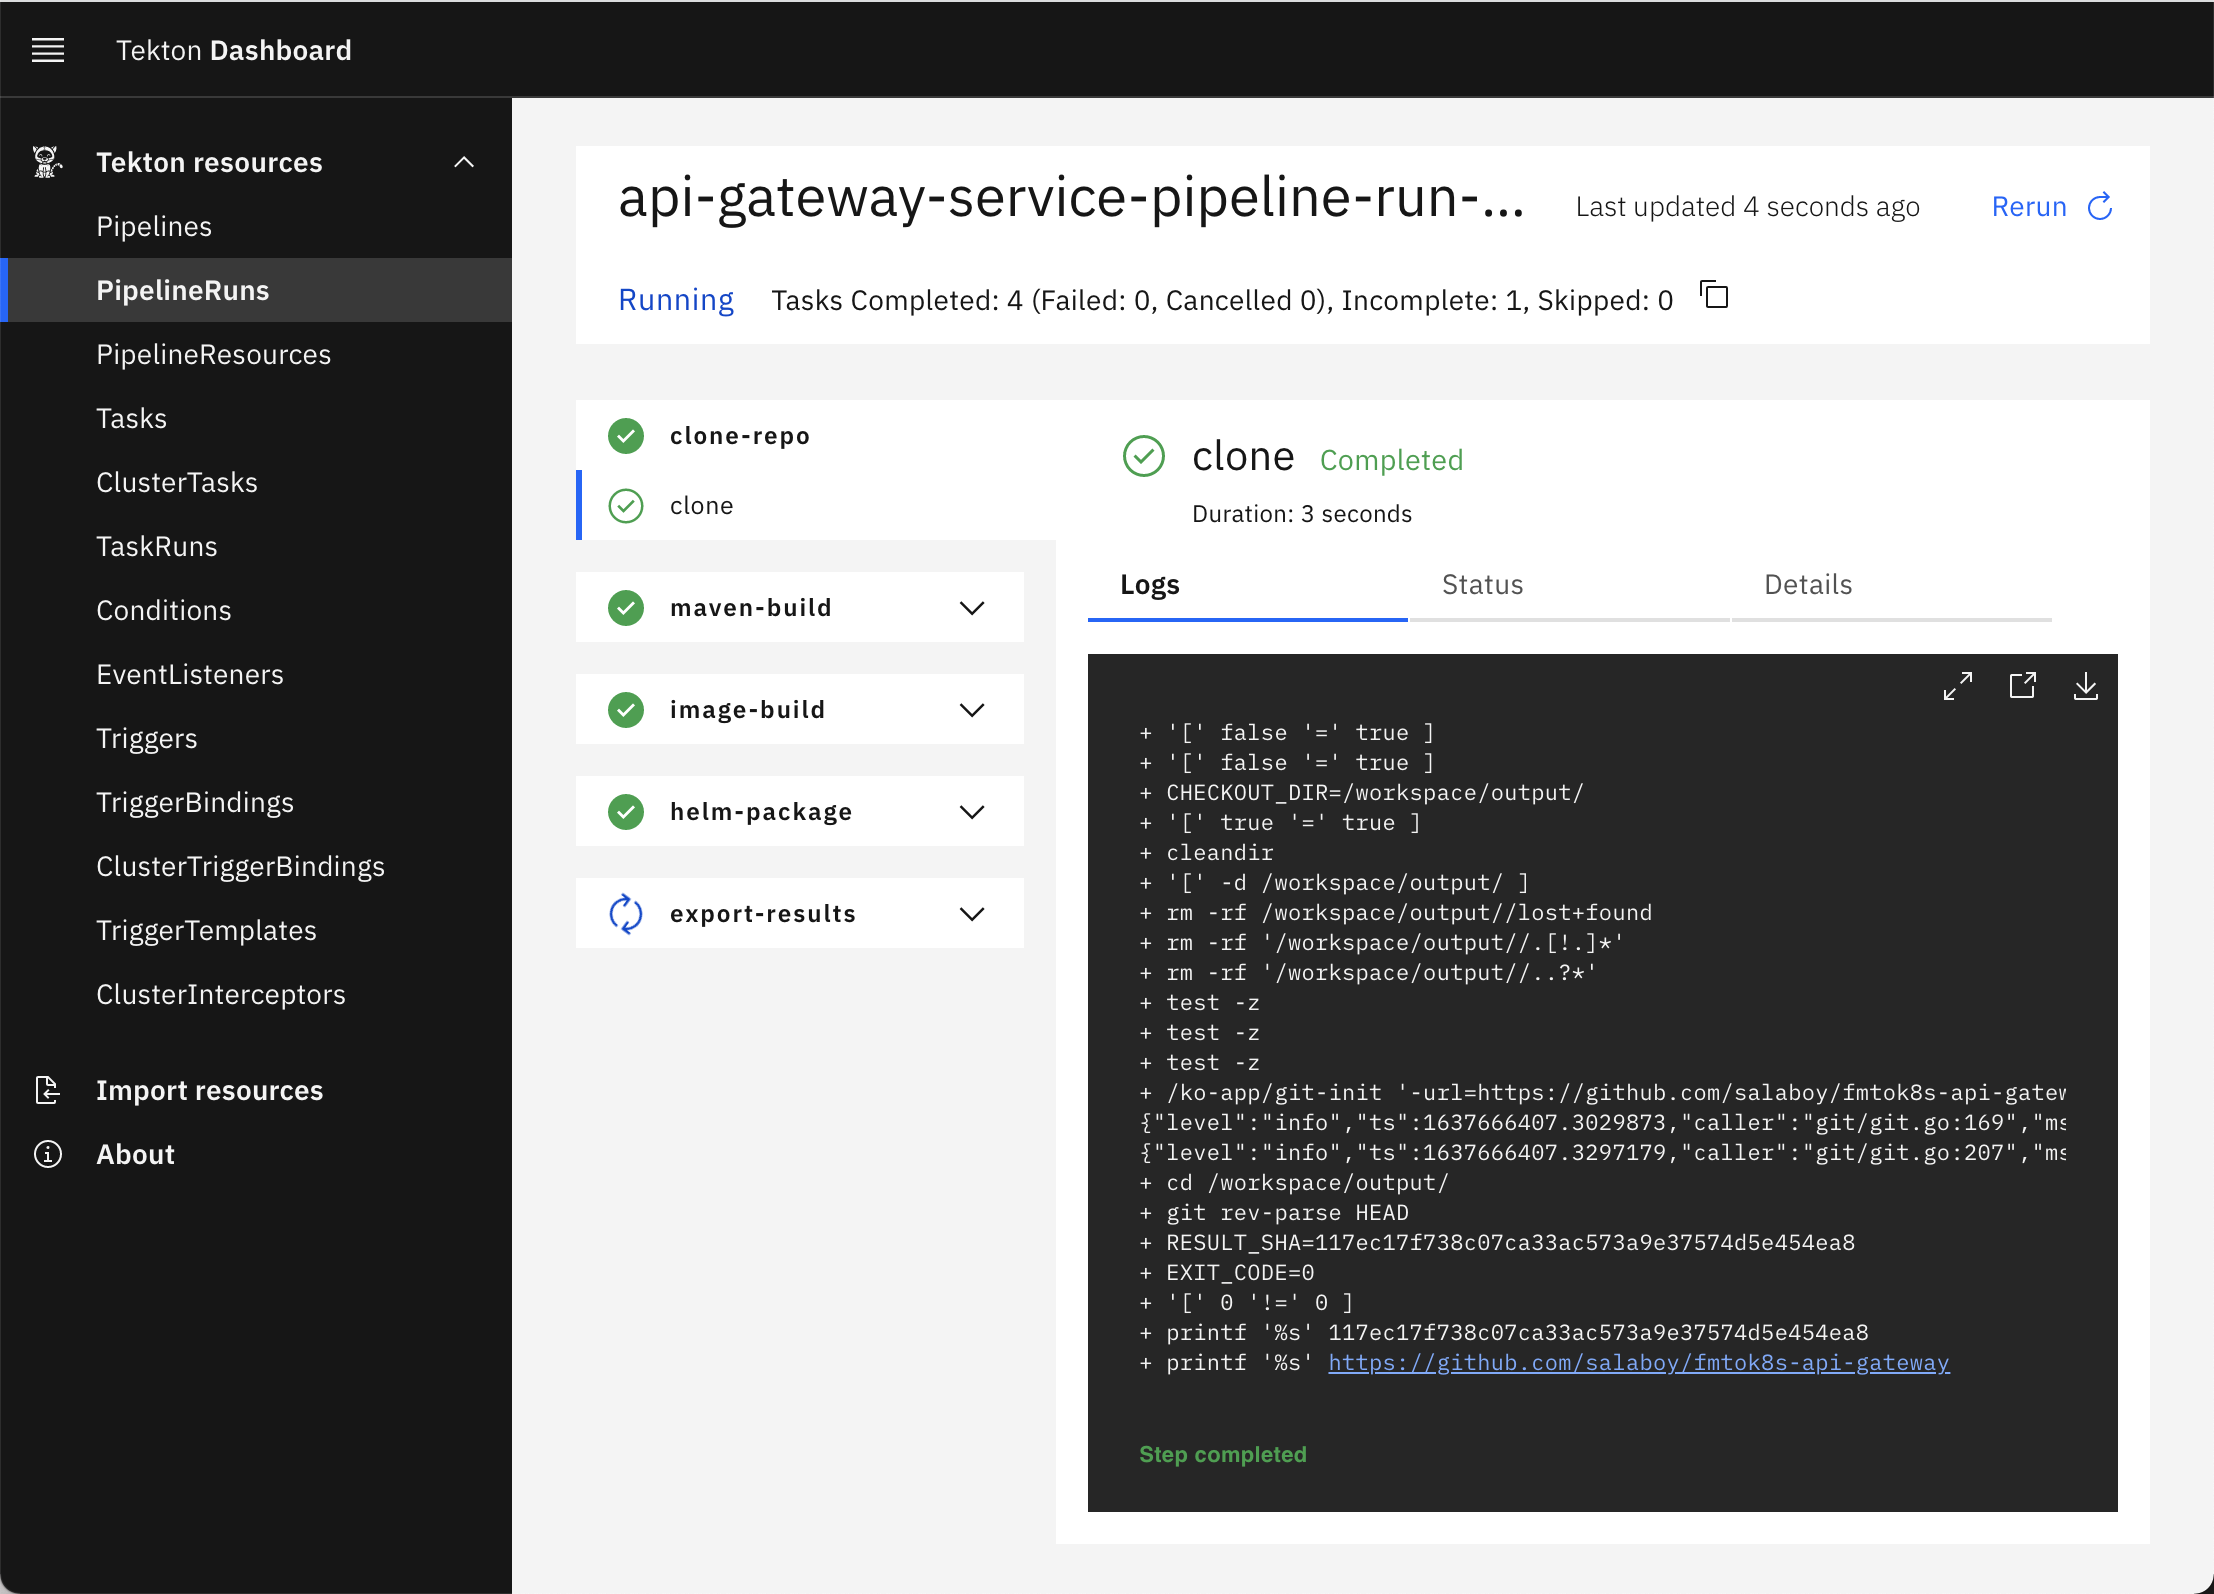 Tekton Dashboard
Tekton resources
Pipelines
PipelineRuns
PipelineResources
Tasks
ClusterTasks
TaskRuns
Conditions
EventListeners
Triggers
TriggerBindings
ClusterTriggerBindings
TriggerTemplates
ClusterInterceptors
Import resources
About
api-gateway-service-pipeline-run-...
Last updated 4 seconds ago
Rerun
Running
Tasks Completed: 4 (Failed: 0, Cancelled 0), Incomplete: 1, Skipped: 0
clone-repo
clone
maven-build
image-build
helm-package
export-results
clone Completed
Duration: 3 seconds
Logs
Status
Details
+ '[' false '=' true ]
+ '[' false '=' true ]
+ CHECKOUT_DIR=/workspace/output/
+ '[' true '=' true ]
+ cleandir
+ '[' -d /workspace/output/ ]
+ rm -rf /workspace/output//lost+found
+ rm -rf '/workspace/output//.[!.]*'
+ rm -rf '/workspace/output//..?*'
+ test -z
+ test -z
+ test -z
+ /ko-app/git-init '-url=https://github.com/salaboy/fmtok8s-api-gatew
{"level":"info","ts":1637666407.3029873,"caller":"git/git.go:169","ms
{"level":"info","ts":1637666407.3297179,"caller":"git/git.go:207","ms
+ cd /workspace/output/
+ git rev-parse HEAD
+ RESULT_SHA=117ec17f738c07ca33ac573a9e37574d5e454ea8
+ EXIT_CODE=0
+ '[' 0 '!=' 0 ]
+ printf '%s' 117ec17f738c07ca33ac573a9e37574d5e454ea8
+ printf '%s' https://github.com/salaboy/fmtok8s-api-gateway
Step completed